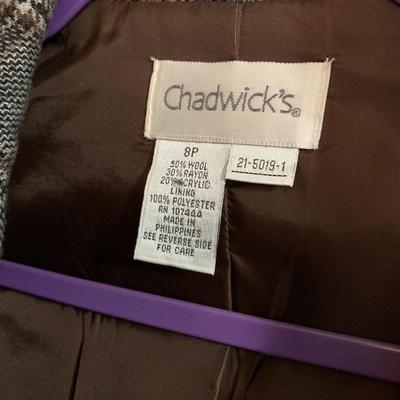 Chadwick's®
8P
50% WOOL
30% RAYON
20% ACRYLIC.
LINING
100% POLYESTER
RN 107444
MADE IN
PHILIPPINES
SEE REVERSE SIDE
FOR CARE
21-5019-1